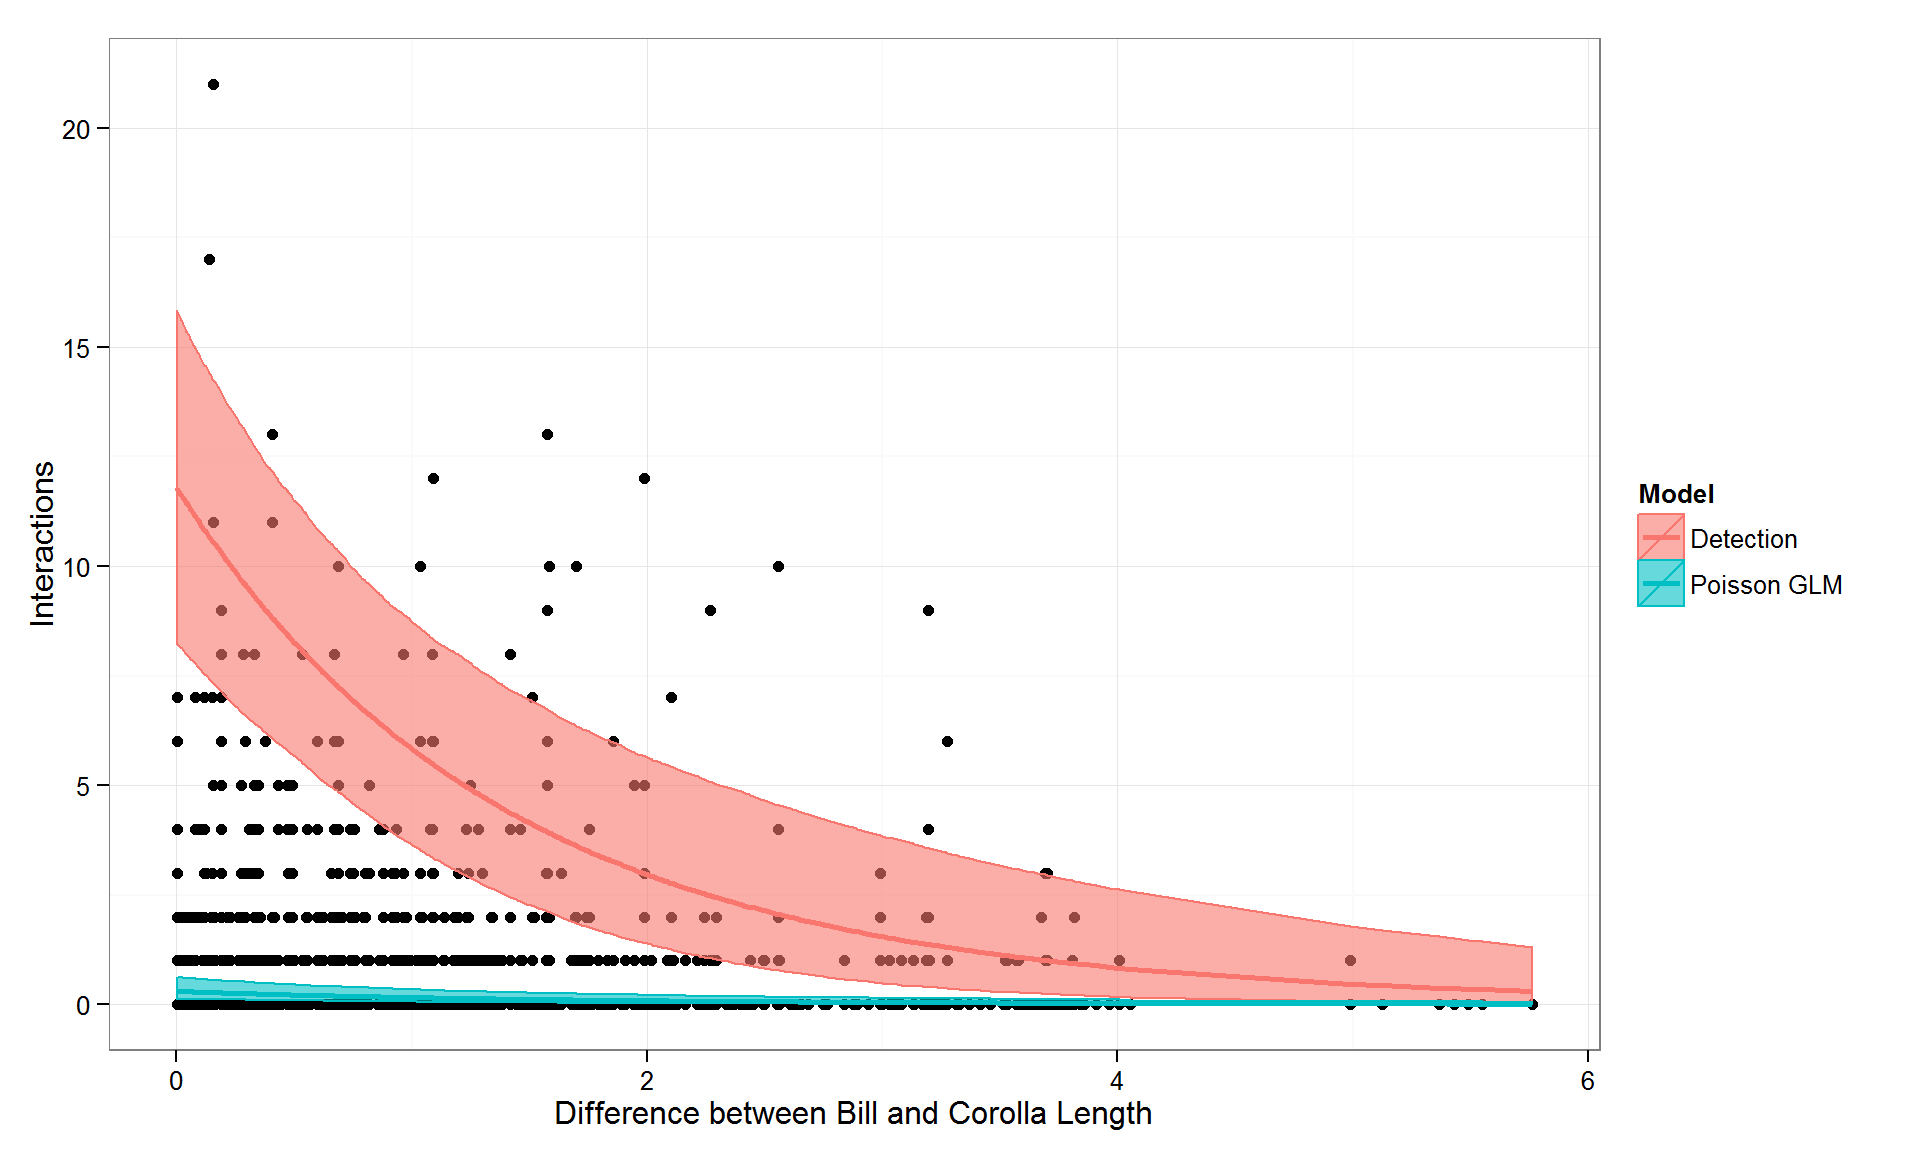 20
15
10
5
0
0 2 4 6
Interactions
Difference between Bill and Corolla Length
Model
Detection
Poisson GLM